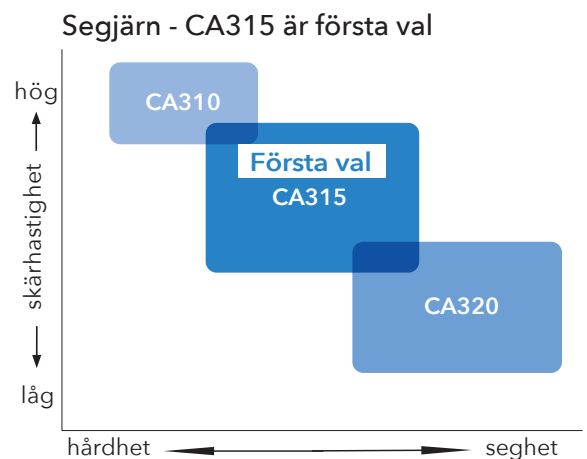 Segjärn - CA315 är första val
hög
CA310
Första val
CA315
skärhastighet
CA320
låg
hårdhet
seghet